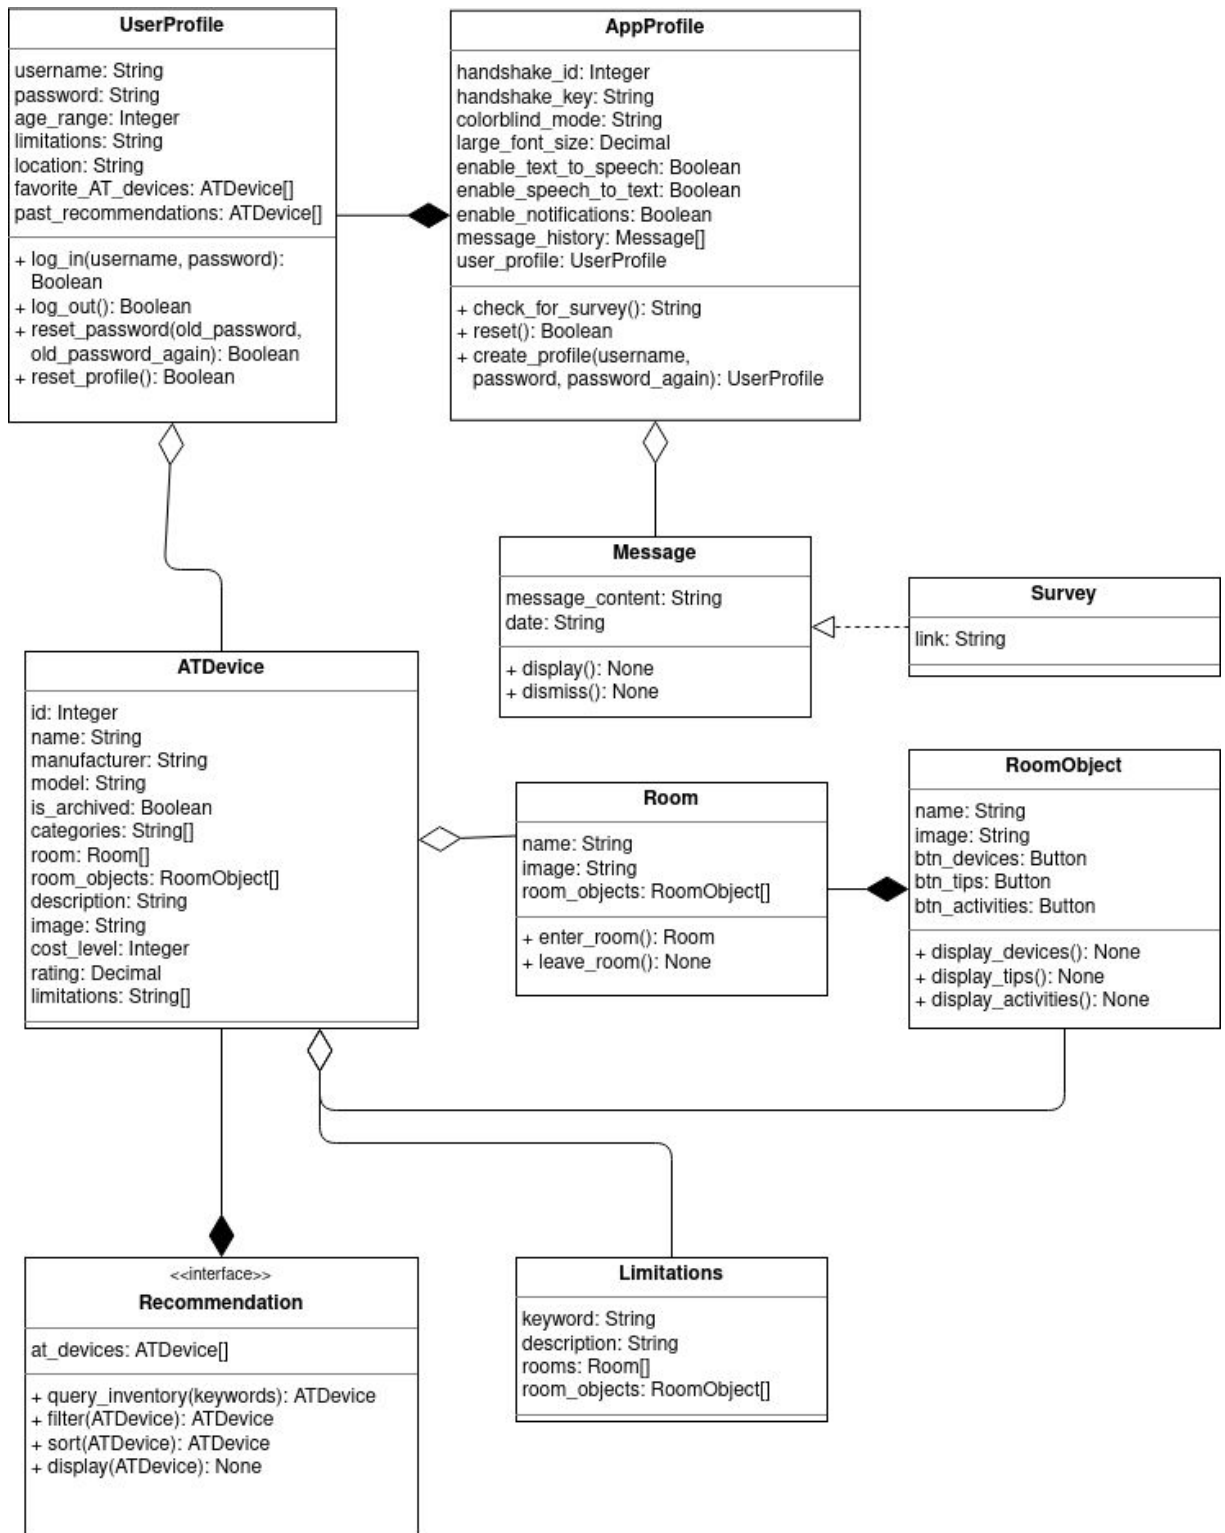 UserProfile
username: String
password: String
age_range: Integer
limitations: String
location: String
favorite_AT_devices: ATDevice[]
past_recommendations: ATDevice[]
+ log_in(username, password):
Boolean
+ log_out(): Boolean
+ reset_password(old_password,
old_password_again): Boolean
+ reset_profile(): Boolean
AppProfile
handshake_id: Integer
handshake_key: String
colorblind_mode: String
large_font_size: Decimal
enable_text_to_speech: Boolean
enable_speech_to_text: Boolean
enable_notifications: Boolean
message_history: Message[]
user_profile: UserProfile
+ check_for_survey(): String
+ reset(): Boolean
+ create_profile(username,
password, password_again): UserProfile
Message
message_content: String
date: String
+ display(): None
+ dismiss(): None
Survey
link: String
ATDevice
id: Integer
name: String
manufacturer: String
model: String
is_archived: Boolean
categories: String[]
room: Room[]
room_objects: RoomObject[]
description: String
image: String
cost_level: Integer
rating: Decimal
limitations: String[]
Room
name: String
image: String
room_objects: RoomObject[]
+ enter_room(): Room
+ leave_room(): None
RoomObject
name: String
image: String
btn_devices: Button
btn_tips: Button
btn_activities: Button
+ display_devices(): None
+ display_tips(): None
+ display_activities(): None
<<interface>>
Recommendation
at_devices: ATDevice[]
+ query_inventory(keywords): ATDevice
+ filter(ATDevice): ATDevice
+ sort(ATDevice): ATDevice
+ display(ATDevice): None
Limitations
keyword: String
description: String
rooms: Room[]
room_objects: RoomObject[]